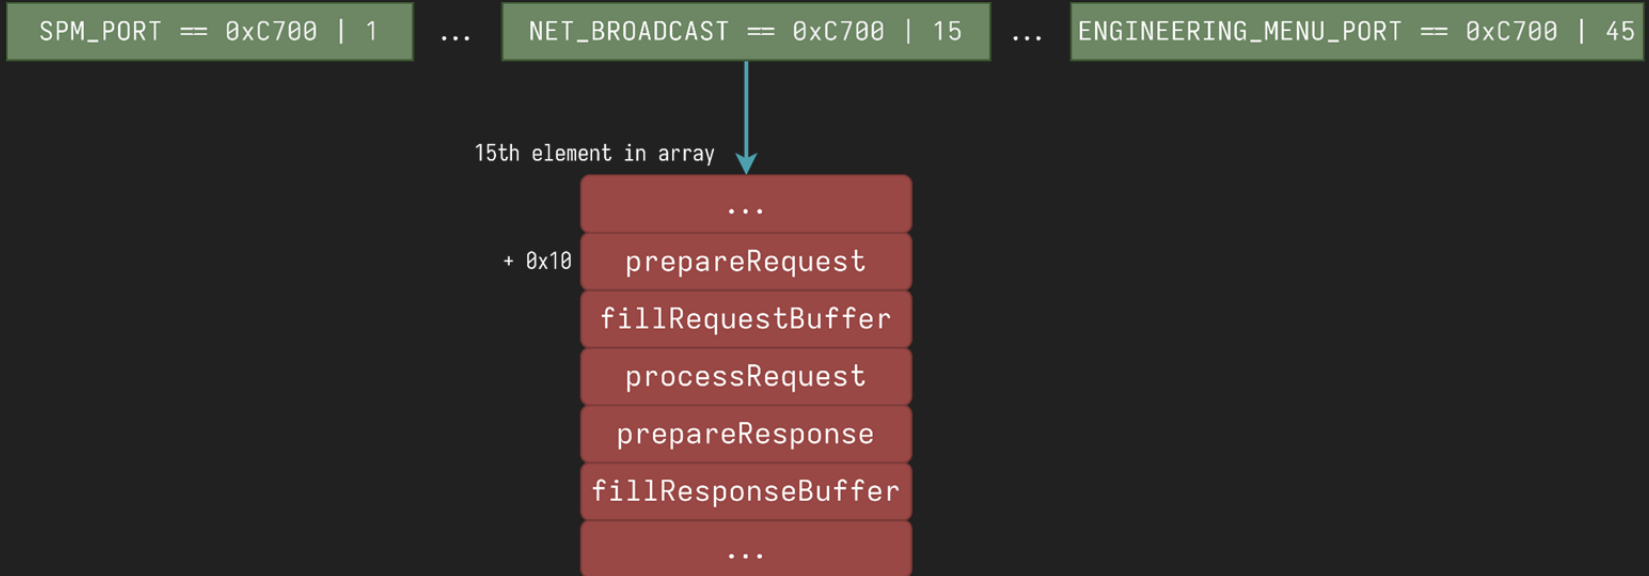 SPM_PORT == 0xC700 | 1 ... NET_BROADCAST == 0xC700 | 15 ... ENGINEERING_MENU_PORT == 0xC700 | 45
15th element in array
...
+ 0x10 prepareRequest
fillRequestBuffer
processRequest
prepareResponse
fillResponseBuffer
...